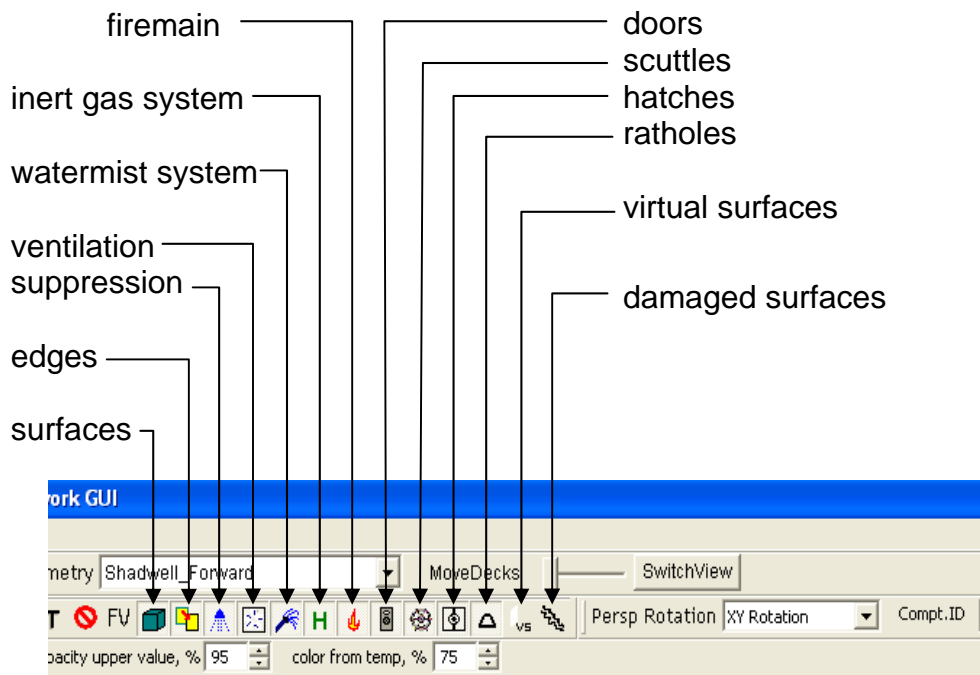 firemain
doors
scuttles
inert gas system
hatches
ratholes
watermist system
virtual surfaces
ventilation
suppression
damaged surfaces
edges
surfaces
work GUI
metry Shadwell_Forward MoveDecks SwitchView
T FV H vs Persp Rotation XY Rotation Compt.ID
pacity upper value, % 95 color from temp, % 75